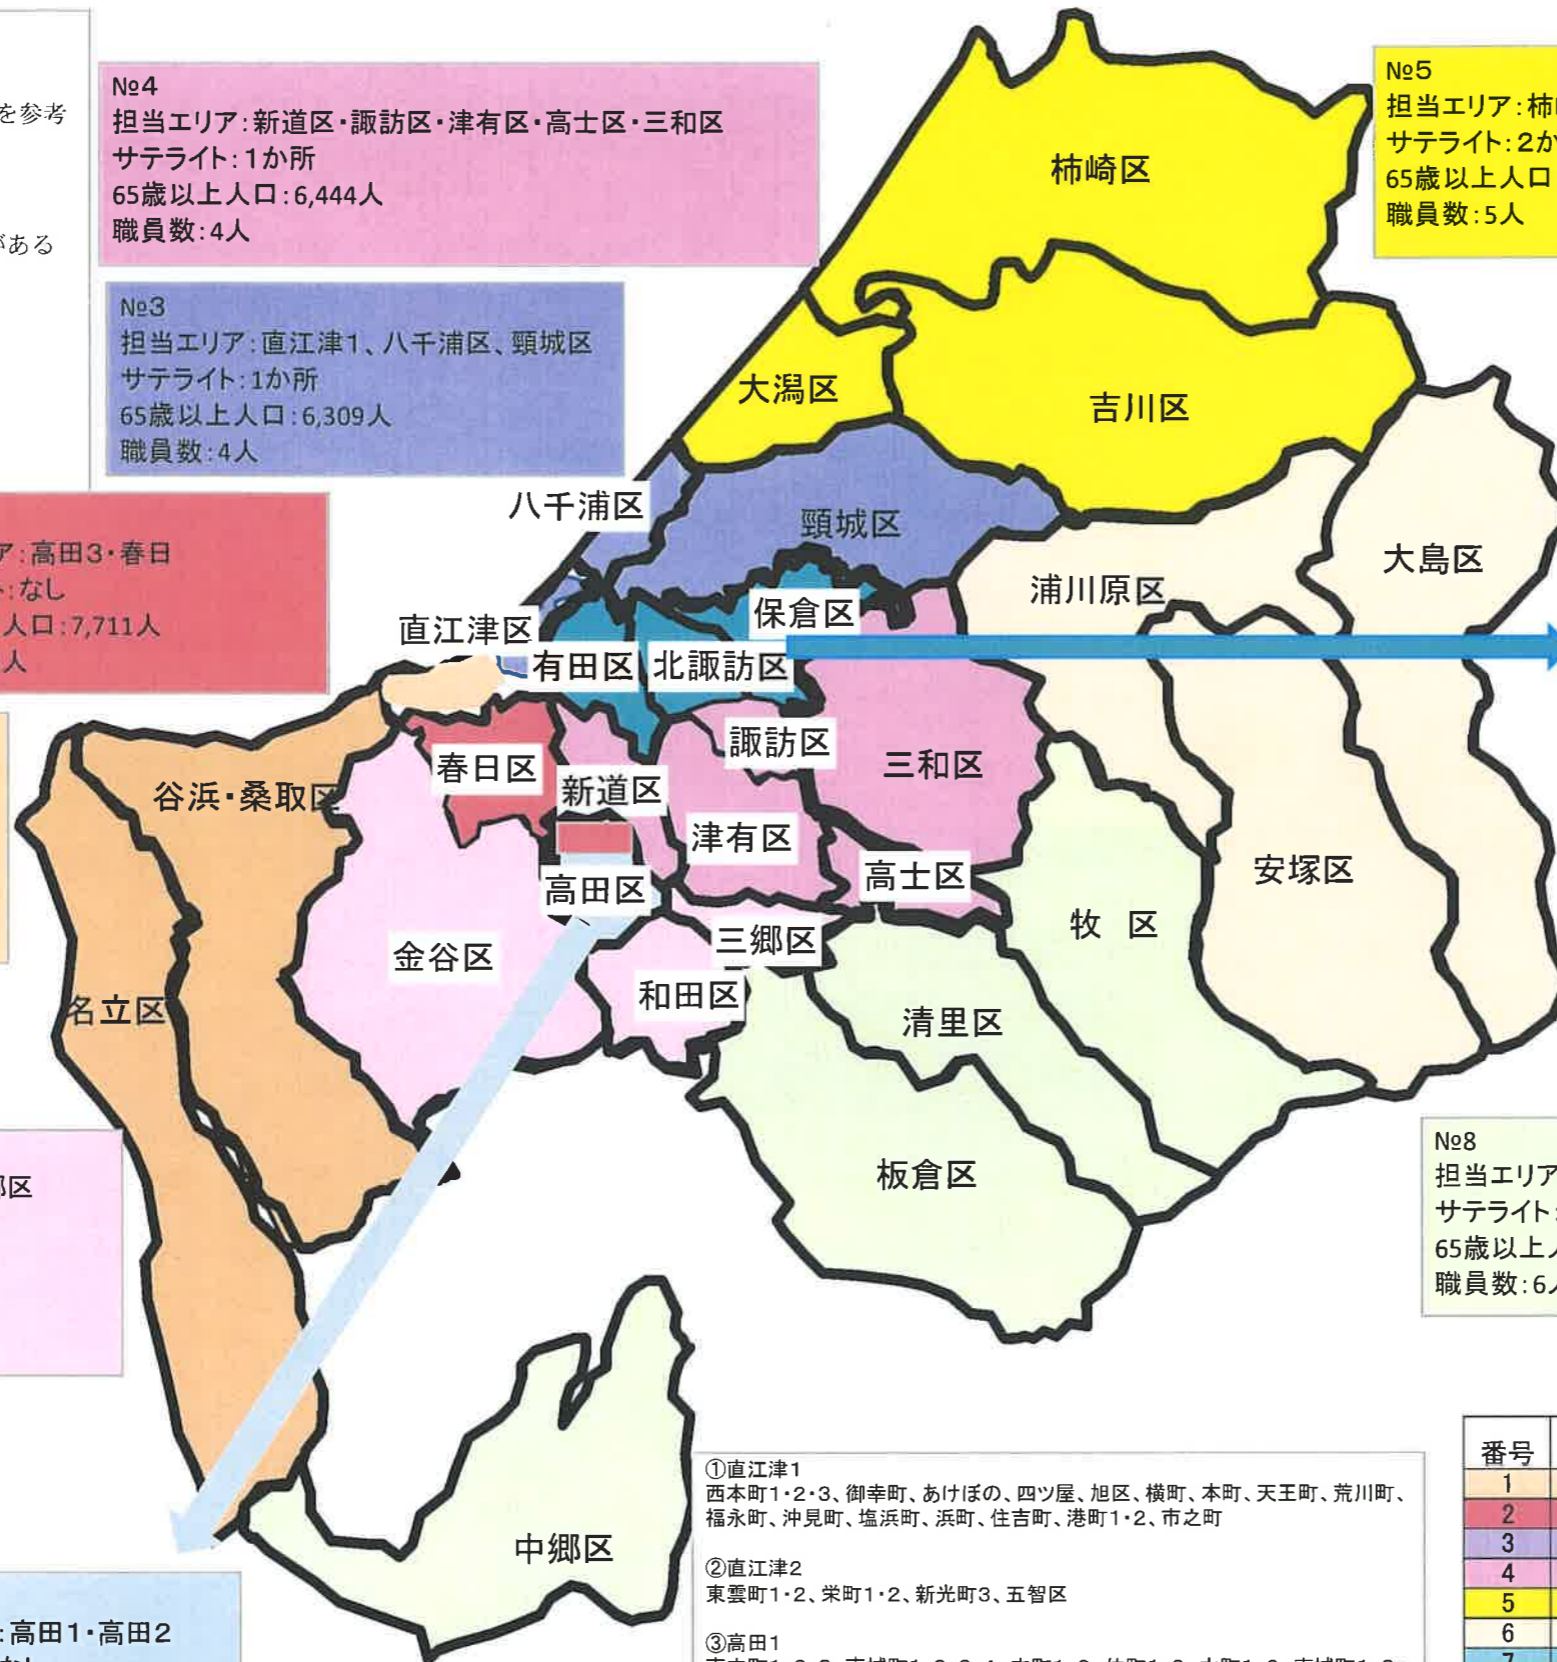 を参考
がある
№4
担当エリア:新道区・諏訪区・津有区・高士区・三和区
サテライト:1か所
65歳以上人口:6,444人
職員数:4人
№5
担当エリア:柿
サテライト:2か
65歳以上人口
職員数:5人
№3
担当エリア:直江津1、八千浦区、頸城区
サテライト:1か所
65歳以上人口:6,309人
職員数:4人
ア:高田3・春日
:なし
人口:7,711人
人
柿崎区
大潟区
吉川区
八千浦区
頸城区
大島区
浦川原区
保倉区
直江津区
有田区
北諏訪区
諏訪区
三和区
春日区
新道区
谷浜・桑取区
津有区
高田区
高士区
安塚区
牧 区
三郷区
金谷区
和田区
名立区
清里区
板倉区
区
№8
担当エリア
サテライト:
65歳以上
職員数:6
中郷区
:高田1・高田2
①直江津1
西本町1・2・3、御幸町、あけぼの、四ツ屋、旭区、横町、本町、天王町、荒川町、
福永町、沖見町、塩浜町、浜町、住吉町、港町1・2、市之町
②直江津2
東雲町1・2、栄町1・2、新光町3、五智区
③高田1
番号
1
2
3
4
5
6
7